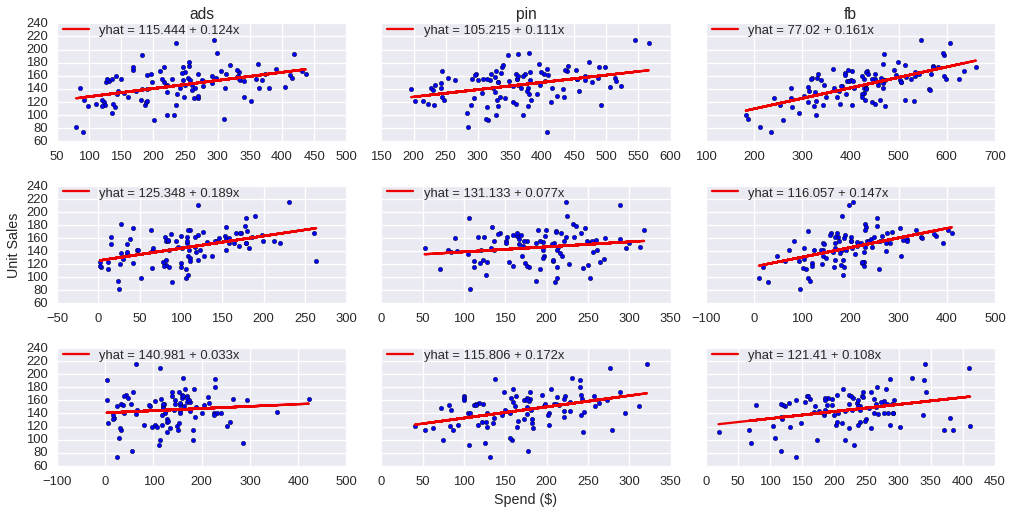 ads pin fb
240
220
200
180
160
140
120
100
80
60
yhat = 115.444 + 0.124x
yhat = 105.215 + 0.111x
yhat = 77.02 + 0.161x
50 100 150 200 250 300 350 400 450 500
150 200 250 300 350 400 450 500 550 600
100 200 300 400 500 600 700
240
220
200
180
160
140
120
100
80
60
yhat = 125.348 + 0.189x
yhat = 131.133 + 0.077x
yhat = 116.057 + 0.147x
Unit Sales
-50 0 50 100 150 200 250 300
0 50 100 150 200 250 300 350
-100 0 100 200 300 400 500
240
220
200
180
160
140
120
100
80
60
yhat = 140.981 + 0.033x
yhat = 115.806 + 0.172x
yhat = 121.41 + 0.108x
-100 0 100 200 300 400 500
0 50 100 150 200 250 300 350
0 50 100 150 200 250 300 350 400 450
Spend ($)